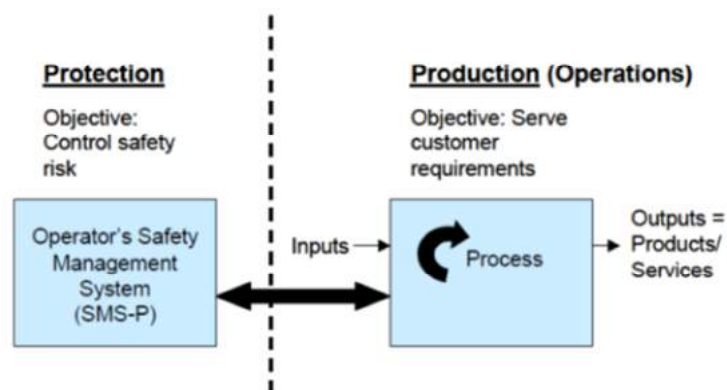 Protection
Objective:
Control safety
risk
Operator's Safety
Management
System
(SMS-P)
Production (Operations)
Objective: Serve
customer
requirements
Inputs
Process
Outputs =
Products/
Services